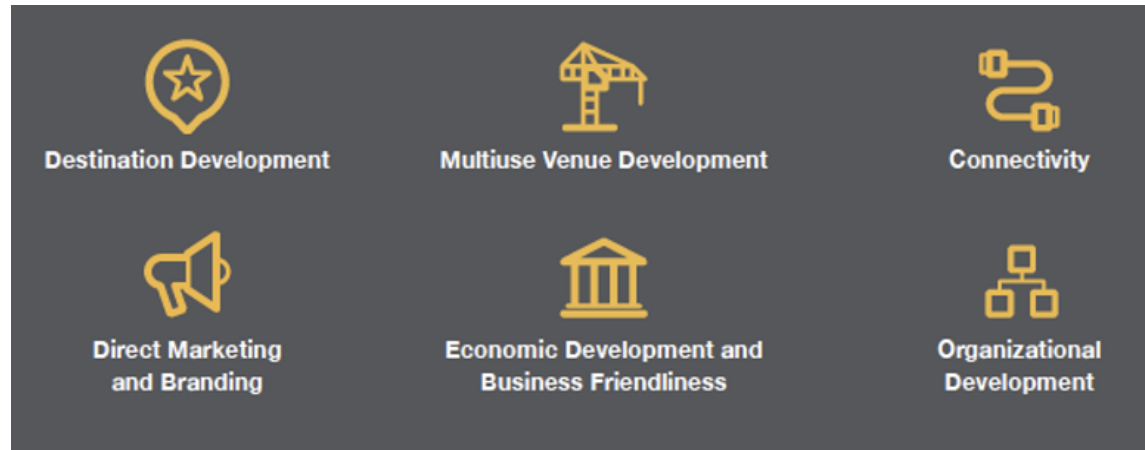 Destination Development
Multiuse Venue Development
Connectivity
Direct Marketing
and Branding
Economic Development and
Business Friendliness
Organizational
Development